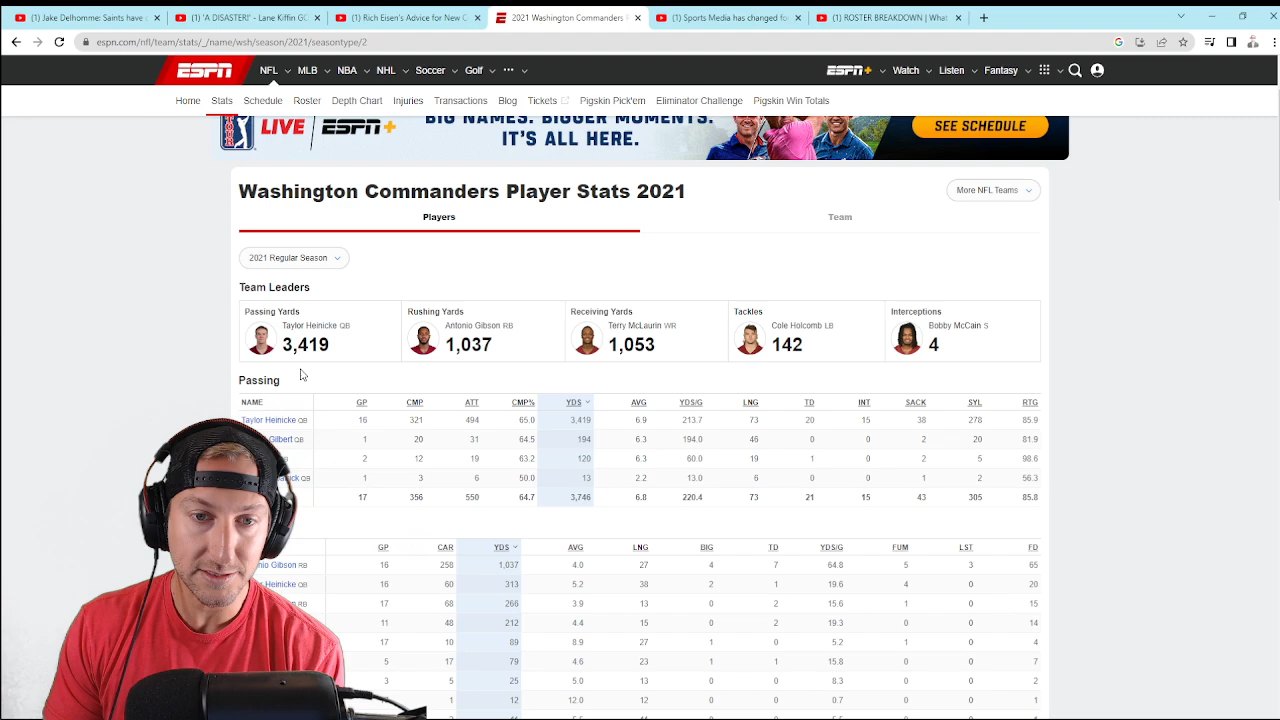 (1) Jake Delhomme: Saints have
(1) 'A DISASTER!' - Lane Kiffin GO
(1) Rich Eisen's Advice for New C
2021 Washington Commanders
(1) Sports Media has changed fo
(1) ROSTER BREAKDOWN | What
espn.com/nfl/team/stats/_/name/wsh/season/2021/seasontype/2
ESPN NFL MLB NBA NHL Soccer Golf ESPN+ Watch Listen Fantasy
Home Stats Schedule Roster Depth Chart Injuries Transactions Blog Tickets Pigskin Pick'em Eliminator Challenge Pigskin Win Totals
PGA TOUR LIVE ESPN+ BIG NAMES. BIGGER MOMENTS. SEE SCHEDULE
IT'S ALL HERE.
Washington Commanders Player Stats 2021 More NFL Teams
Players Team
2021 Regular Season
Team Leaders
Passing Yards Rushing Yards Receiving Yards Tackles Interceptions
Taylor Heinicke QB Antonio Gibson RB Terry McLaurin WR Cole Holcomb LB Bobby McCain S
3,419 1,037 1,053 142 4
Passing
NAME GP CMP ATT CMP% YDS AVG YDS/G LNG TD INT SACK SYL RTG
Taylor Heinicke QB 16 321 494 65.0 3,419 6.9 213.7 73 20 15 38 278 85.9
Gilbert QB 1 20 31 64.5 194 6.3 194.0 46 0 0 2 20 81.9
2 12 19 63.2 120 6.3 60.0 19 1 0 2 5 98.6
QB 1 3 6 50.0 13 2.2 13.0 6 0 0 1 2 56.3
17 356 550 64.7 3,746 6.8 220.4 73 21 15 43 305 85.8
GP CAR YDS AVG LNG BIG TD YDS/G FUM LST FD
Gibson RB 16 258 1,037 4.0 27 4 7 64.8 5 3 65
Heinicke QB 16 60 313 5.2 38 2 1 19.6 4 0 20
RB 17 68 266 3.9 13 0 2 15.6 1 0 15
11 48 212 4.4 15 0 2 19.3 0 0 14
17 10 89 8.9 27 1 0 5.2 1 0 4
5 17 79 4.6 23 1 1 15.8 0 0 7
3 5 25 5.0 13 0 0 8.3 0 0 2
1 12 12.0 12 0 0 0.7 0 0 1